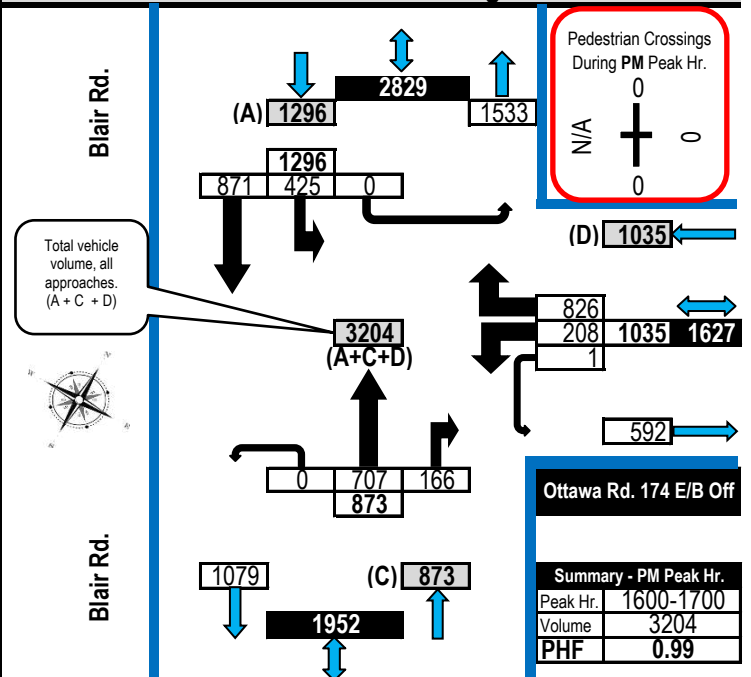 Blair Rd.
2829
(A) 1296
1533
1296
871 425 0
Pedestrian Crossings
During PM Peak Hr.
0
N/A
0
0
Total vehicle
volume, all
approaches.
(A + C + D)
(D) 1035
826
208 1035 1627
1
3204
(A+C+D)
592
0 707 166
873
Ottawa Rd. 174 E/B Off
Blair Rd.
1079
(C) 873
1952
Summary - PM Peak Hr.
Peak Hr. 1600-1700
Volume 3204
PHF 0.99